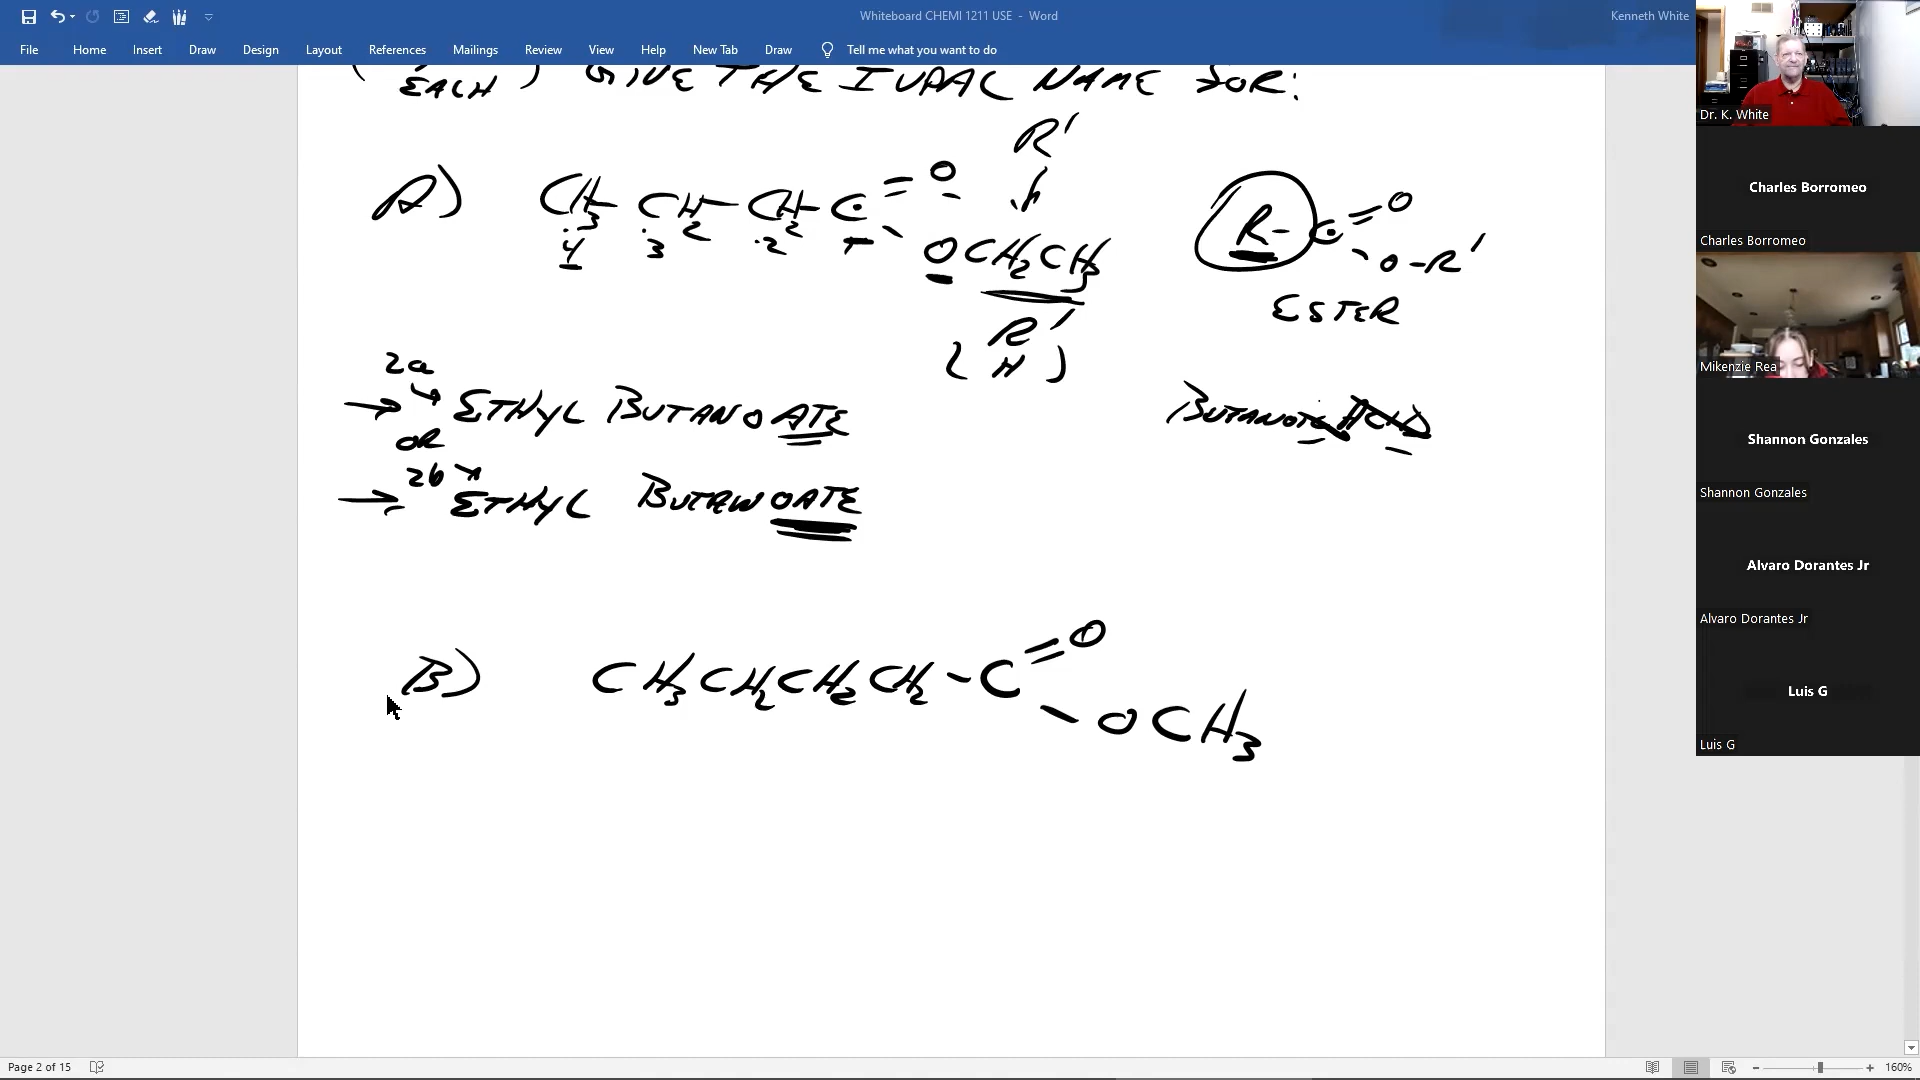 Whiteboard CHEMI 1211 USE - Word
Kenneth White
File Home Insert Draw Design Layout References Mailings Review View Help New Tab Draw Tell me what you want to do
EACH ) GIVE THE IUPAC NAME FOR:
R'
A) CH3- CH2- CH2- C = O
4 3 2 1
OCH2CH3
R'
( H )
R- C = O
O-R'
ESTER
2a
→ ETHYL BUTANOATE
OR
2b
→ ETHYL BUTANOATE
B) CH3CH2CH2CH2-C=O
-OCH3
Dr. K. White
Charles Borromeo
Charles Borromeo
Mikenzie Rea
Shannon Gonzales
Shannon Gonzales
Alvaro Dorantes Jr
Alvaro Dorantes Jr
Luis G
Luis G
Page 2 of 15
160%